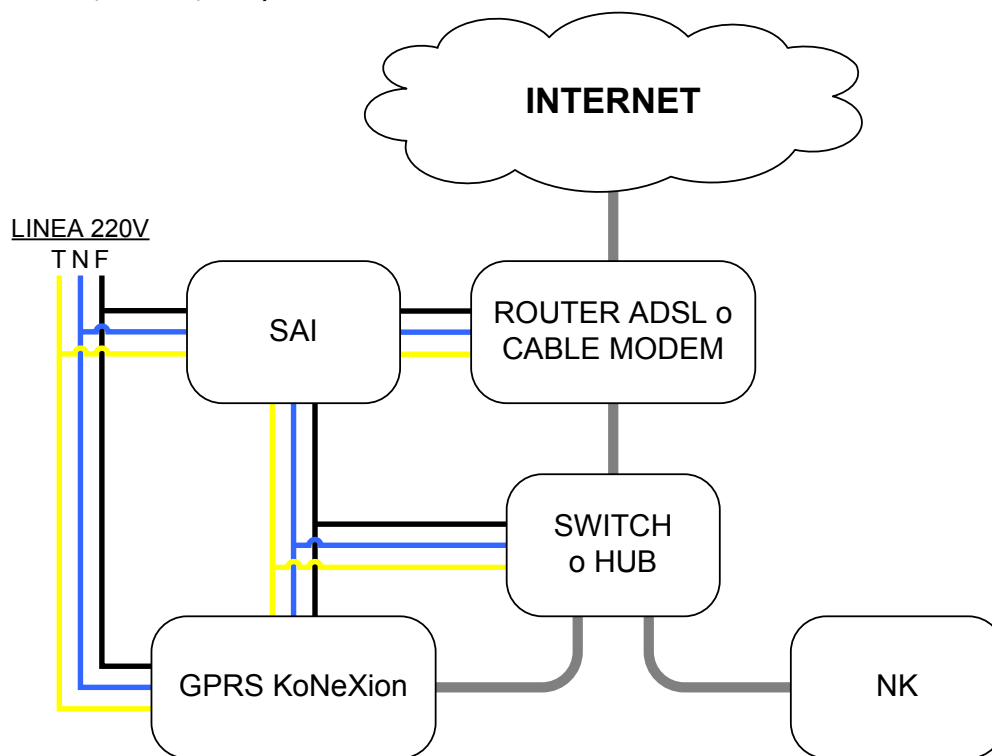 INTERNET
LINEA 220V
T N F
SAI
ROUTER ADSL o
CABLE MODEM
SWITCH
o HUB
GPRS KoNeXion
NK